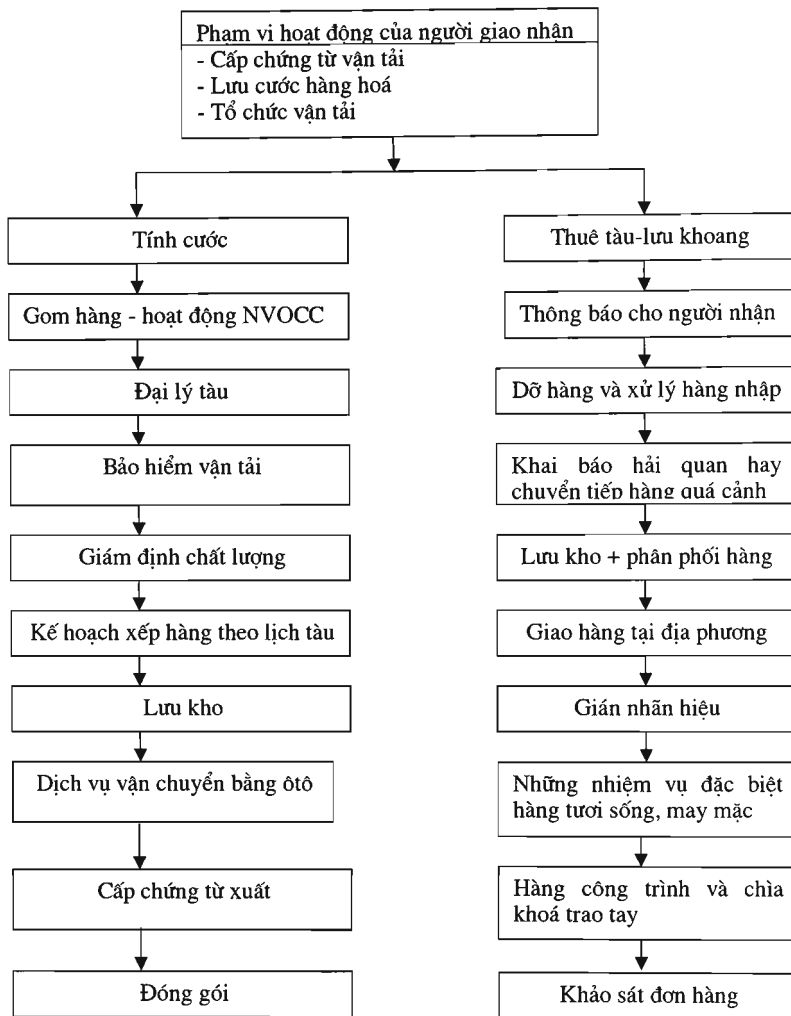 Phạm vi hoạt động của người giao nhận
- Cấp chứng từ vận tải
- Lưu cước hàng hoá
- Tổ chức vận tải
Tính cước
Gom hàng - hoạt động NVOCC
Đại lý tàu
Bảo hiểm vận tải
Giám định chất lượng
Kế hoạch xếp hàng theo lịch tàu
Lưu kho
Dịch vụ vận chuyển bằng ôtô
Cấp chứng từ xuất
Đóng gói
Thuê tàu-lưu khoang
Thông báo cho người nhận
Dỡ hàng và xử lý hàng nhập
Khai báo hải quan hay
chuyển tiếp hàng quá cảnh
Lưu kho + phân phối hàng
Giao hàng tại địa phương
Gián nhãn hiệu
Những nhiệm vụ đặc biệt
hàng tươi sống, may mặc
Hàng công trình và chìa
khoá trao tay
Khảo sát đơn hàng